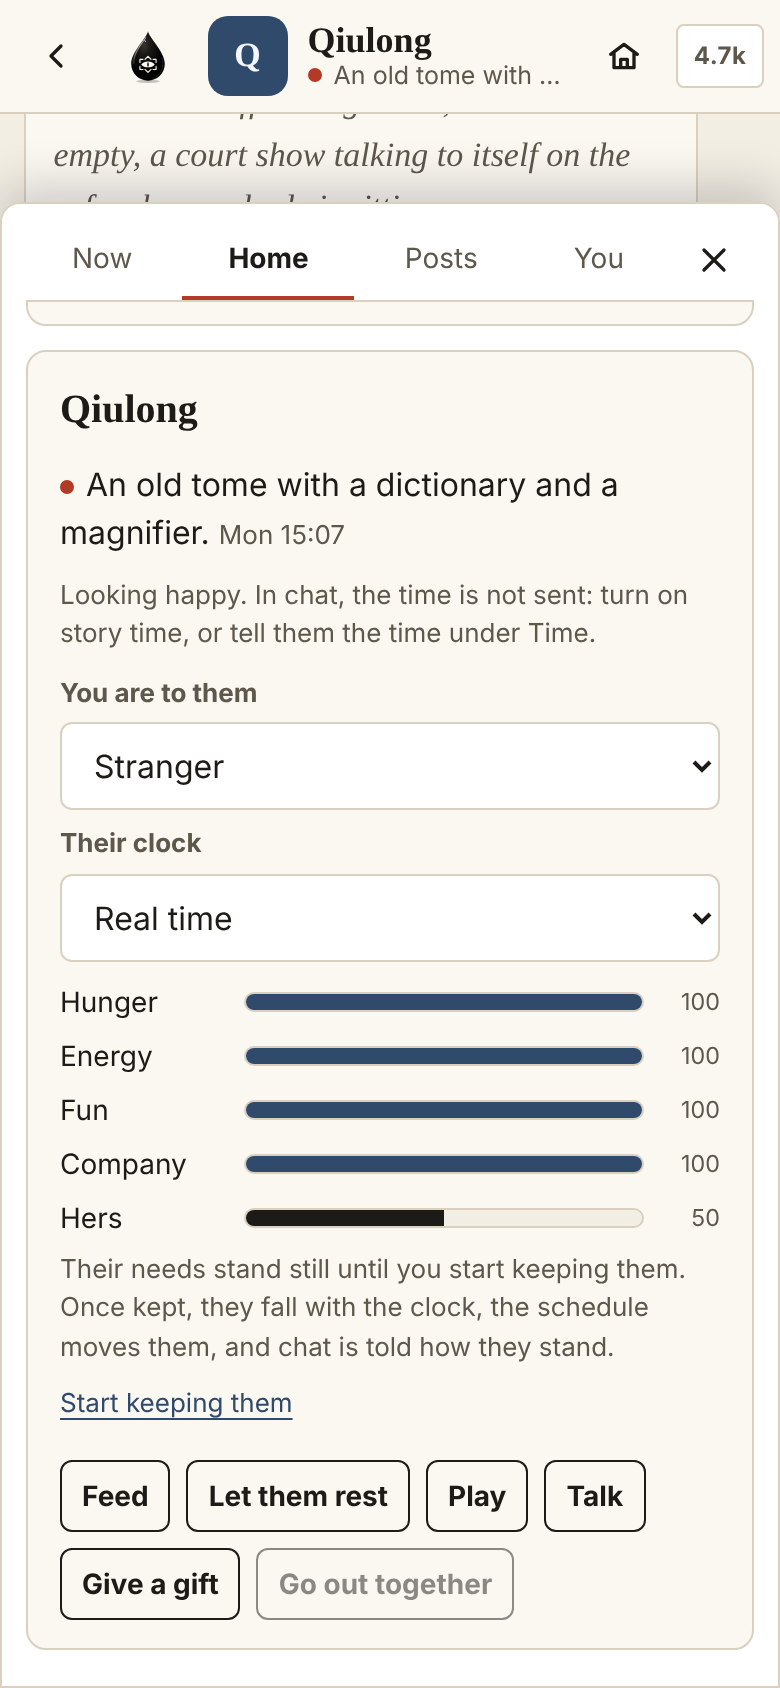 Q
Qiulong
An old tome with ...
4.7k
empty, a court show talking to itself on the
Now
Home
Posts
You
Qiulong
An old tome with a dictionary and a
magnifier. Mon 15:07
Looking happy. In chat, the time is not sent: turn on
story time, or tell them the time under Time.
You are to them
Stranger
Their clock
Real time
Hunger 100
Energy 100
Fun 100
Company 100
Hers 50
Their needs stand still until you start keeping them.
Once kept, they fall with the clock, the schedule
moves them, and chat is told how they stand.
Start keeping them
Feed
Let them rest
Play
Talk
Give a gift
Go out together